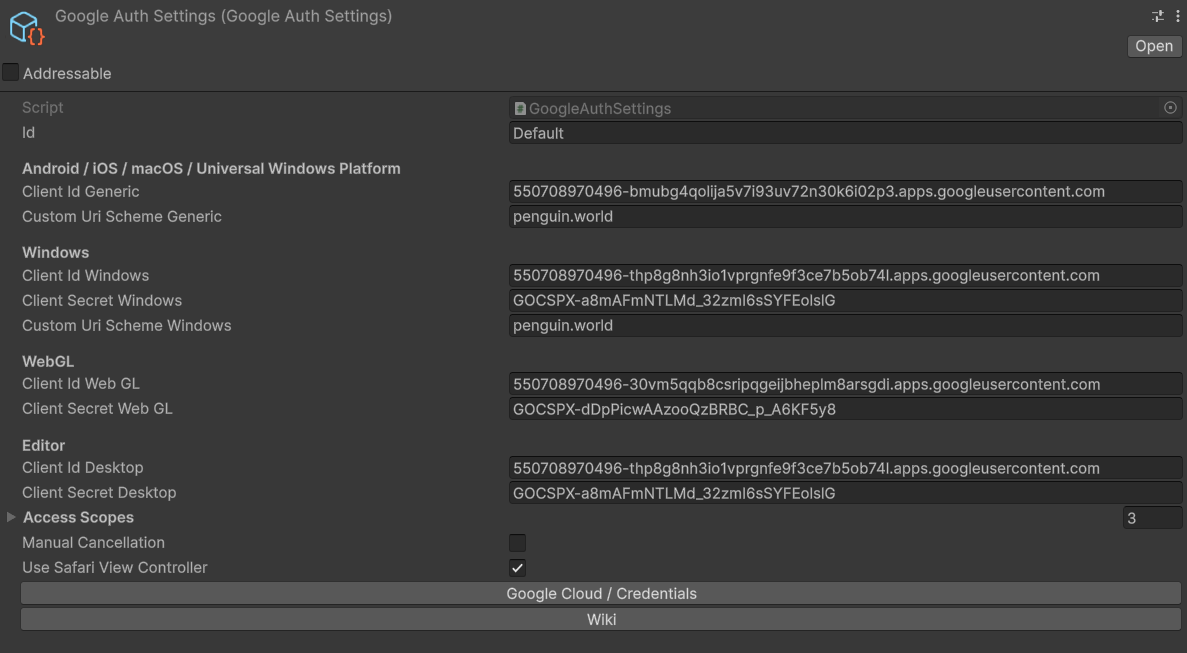 Google Auth Settings (Google Auth Settings)
Open
Addressable
Script GoogleAuthSettings
Id Default
Android / iOS / macOS / Universal Windows Platform
Client Id Generic 550708970496-bmubg4qolija5v7i93uv72n30k6i02p3.apps.googleusercontent.com
Custom Uri Scheme Generic penguin.world
Windows
Client Id Windows 550708970496-thp8g8nh3io1vprgnfe9f3ce7b5ob74l.apps.googleusercontent.com
Client Secret Windows 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
Custom Uri Scheme Windows penguin.world
WebGL
Client Id Web GL 550708970496-30vm5qqb8csripqgeijbheplm8arsgdi.apps.googleusercontent.com
Client Secret Web GL 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
Editor
Client Id Desktop 550708970496-thp8g8nh3io1vprgnfe9f3ce7b5ob74l.apps.googleusercontent.com
Client Secret Desktop 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
Access Scopes 3
Manual Cancellation
Use Safari View Controller
Google Cloud / Credentials
Wiki